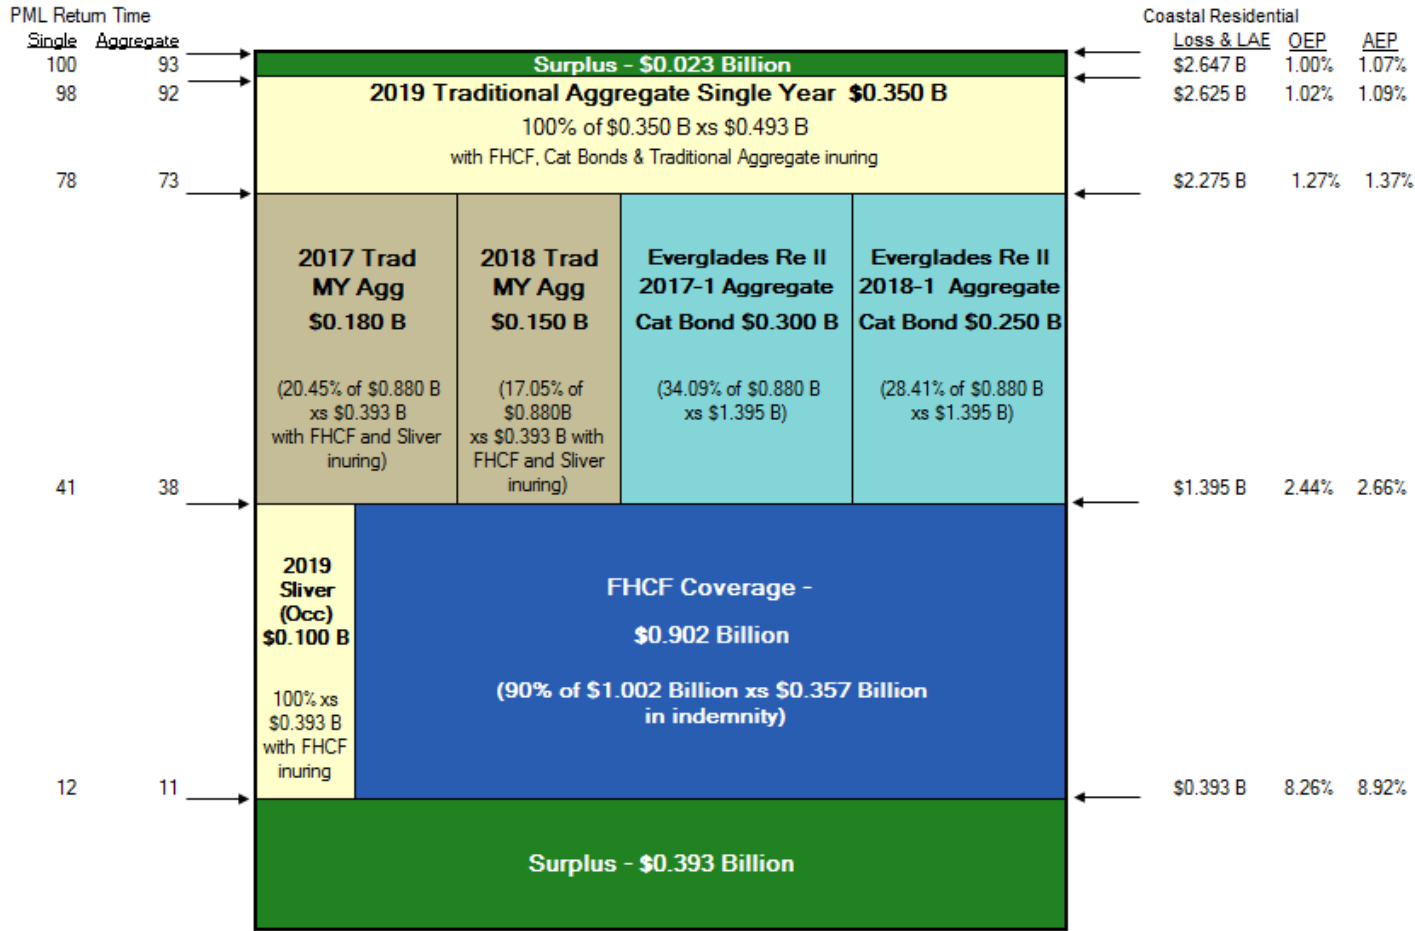 PML Return Time
Single Aggregate
100 93
98 92
78 73
41 38
12 11
Coastal Residential
Loss & LAE OEP AEP
$2.647 B 1.00% 1.07%
$2.625 B 1.02% 1.09%
$2.275 B 1.27% 1.37%
$1.395 B 2.44% 2.66%
$0.393 B 8.26% 8.92%
Surplus - $0.023 Billion
2019 Traditional Aggregate Single Year $0.350 B
100% of $0.350 B xs $0.493 B
with FHCF, Cat Bonds & Traditional Aggregate inuring
2017 Trad
MY Agg
$0.180 B
(20.45% of $0.880 B
xs $0.393 B
with FHCF and Sliver
inuring)
2018 Trad
MY Agg
$0.150 B
(17.05% of
$0.880B
xs $0.393 B with
FHCF and Sliver
inuring)
Everglades Re II
2017-1 Aggregate
Cat Bond $0.300 B
(34.09% of $0.880 B
xs $1.395 B)
Everglades Re II
2018-1 Aggregate
Cat Bond $0.250 B
(28.41% of $0.880 B
xs $1.395 B)
2019
Sliver
(Occ)
$0.100 B
100% xs
$0.393 B
with FHCF
inuring
FHCF Coverage -
$0.902 Billion
(90% of $1.002 Billion xs $0.357 Billion
in indemnity)
Surplus - $0.393 Billion